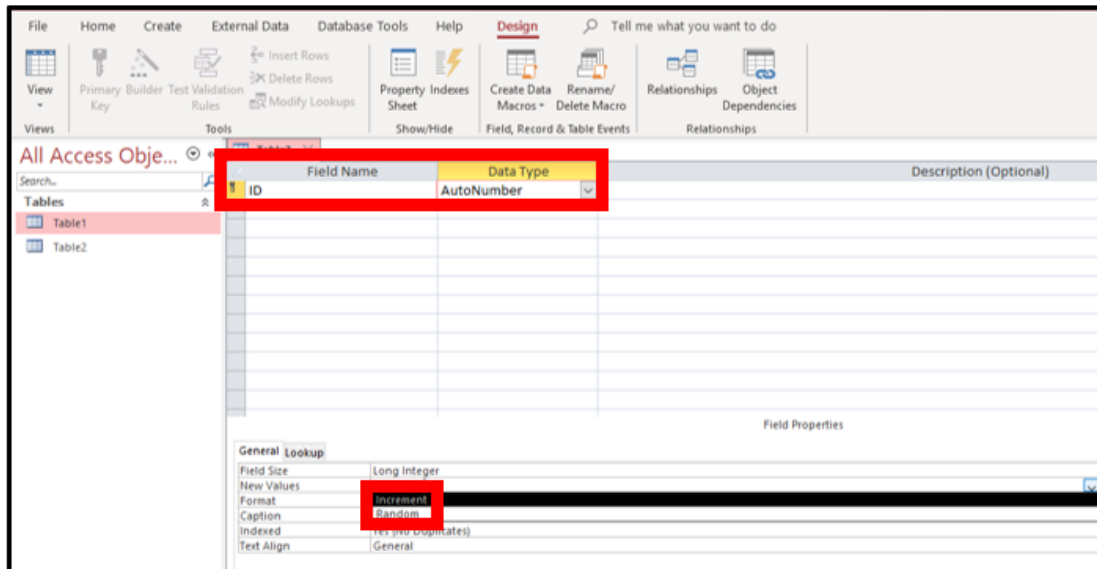 File Home Create External Data Database Tools Help Design Tell me what you want to do
View
Primary Key
Builder
Test Validation Rules
Insert Rows
Delete Rows
Modify Lookups
Property Sheet
Indexes
Create Data Macros
Rename/ Delete Macro
Relationships
Object Dependencies
Views Tools Show/Hide Field, Record & Table Events Relationships
All Access Obje...
Search...
Tables
Table1
Table2
Field Name Data Type Description (Optional)
ID AutoNumber
Field Properties
General Lookup
Field Size Long Integer
New Values
Format Increment
Caption Random
Indexed Yes (No Duplicates)
Text Align General